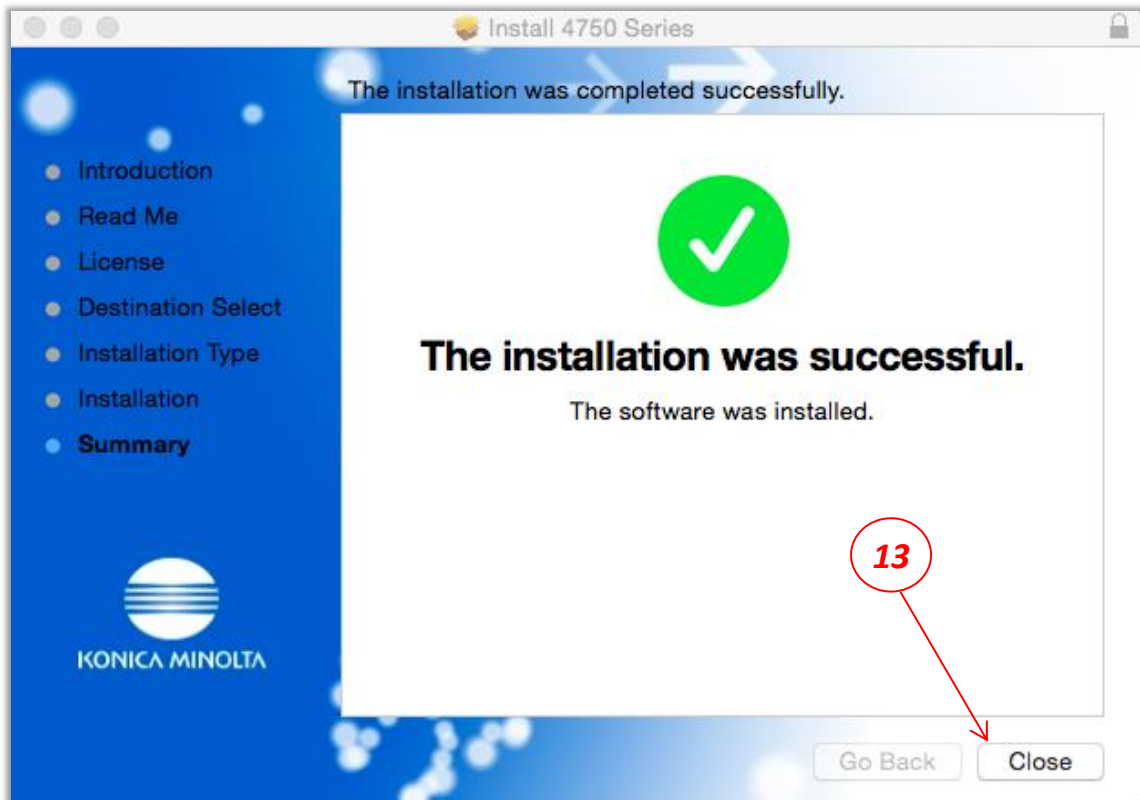 Install 4750 Series
The installation was completed successfully.
Introduction
Read Me
License
Destination Select
Installation Type
Installation
Summary
The installation was successful.
The software was installed.
13
KONICA MINOLTA
Go Back
Close